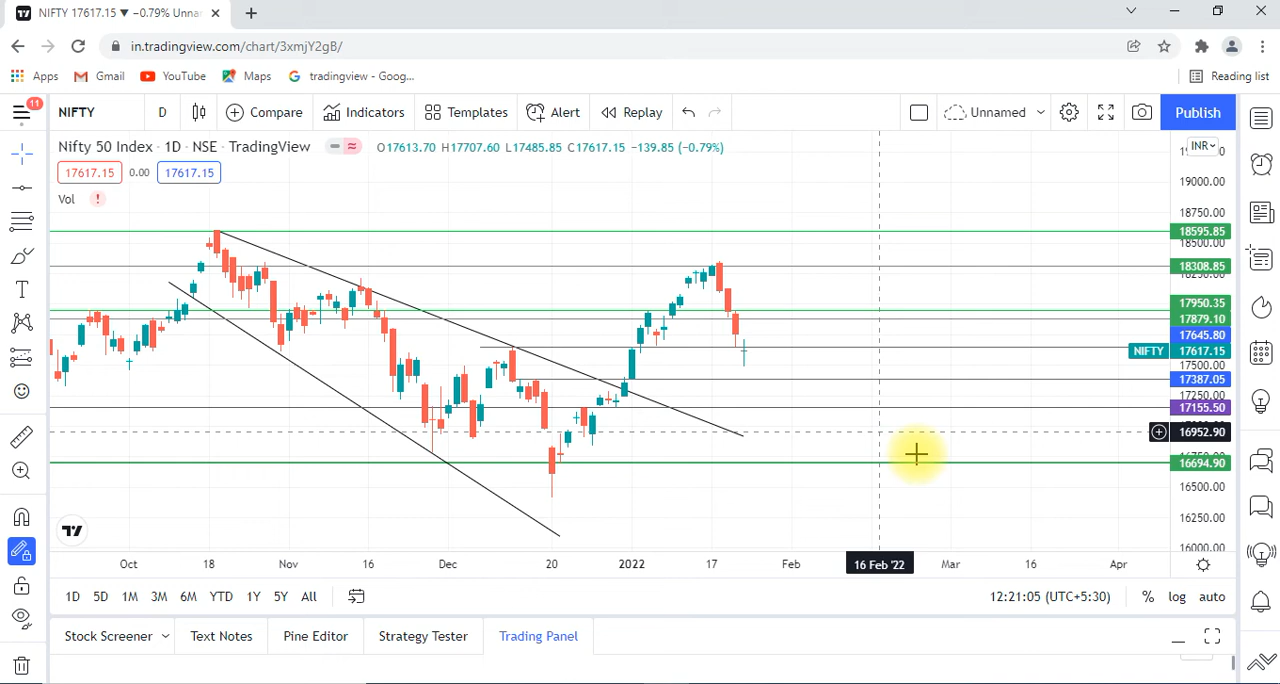 NIFTY 17617.15 ▼ −0.79% Unna
in.tradingview.com/chart/3xmjY2gB/
Apps Gmail YouTube Maps tradingview - Goog... Reading list
11
NIFTY D Compare Indicators Templates Alert Replay Unnamed Publish
Nifty 50 Index · 1D · NSE · TradingView O17613.70 H17707.60 L17485.85 C17617.15 −139.85 (−0.79%)
INR
17617.15 0.00 17617.15
19000.00
Vol !
18750.00
18595.85
18500.00
18308.85
17950.35
17879.10
17645.80
NIFTY 17617.15
17500.00
17387.05
17250.00
17155.50
16952.90
16694.90
16500.00
16250.00
16000.00
Oct 18 Nov 16 Dec 20 2022 17 Feb 16 Feb '22 Mar 16 Apr
1D 5D 1M 3M 6M YTD 1Y 5Y All 12:21:05 (UTC+5:30) % log auto
Stock Screener Text Notes Pine Editor Strategy Tester Trading Panel